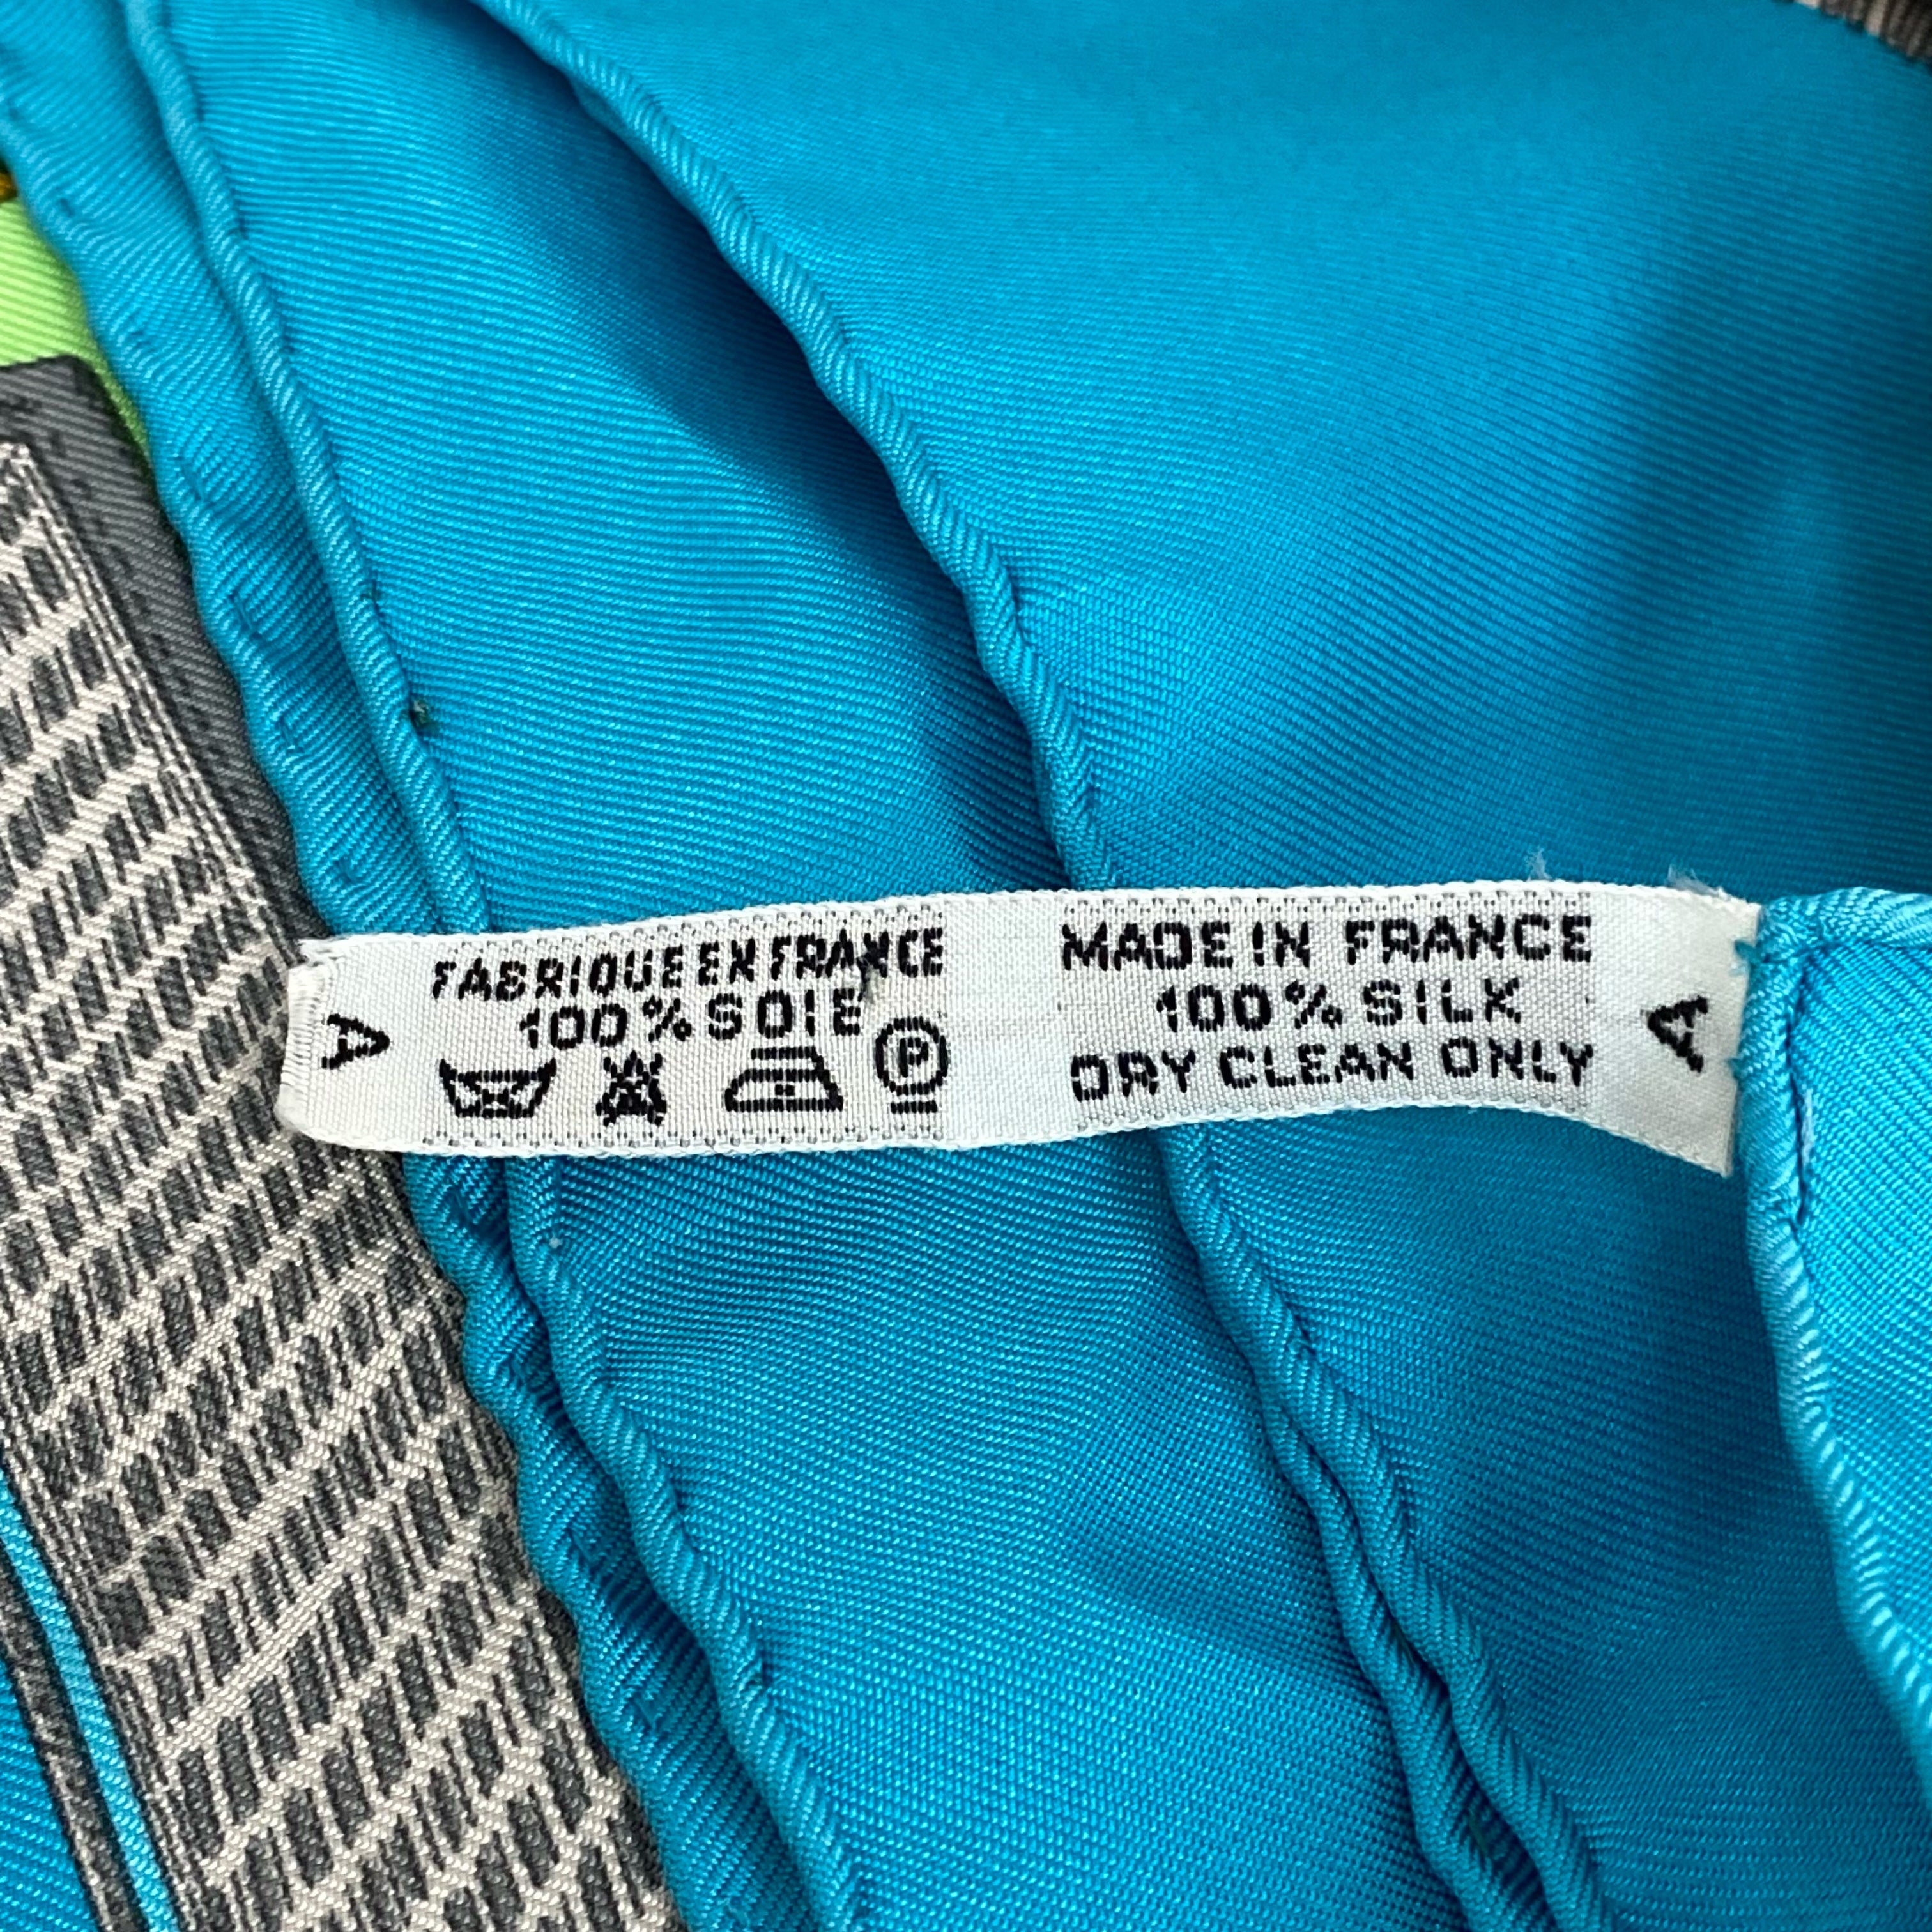 A
FABRIQUE EN FRANCE
100% SOIE
P
MADE IN FRANCE
100% SILK
DRY CLEAN ONLY
A